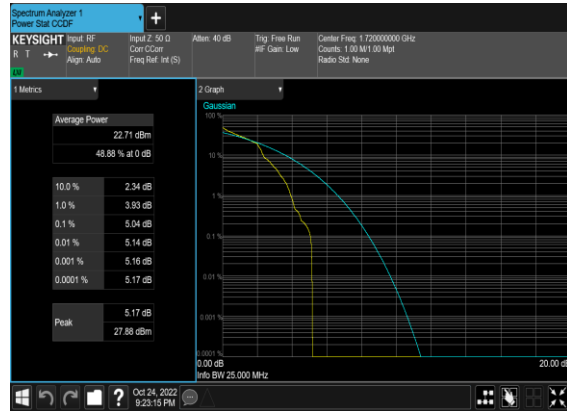 Spectrum Analyzer 1
Power Stat CCDF
+
KEYSIGHT
R T
LW
Input: RF
Coupling: DC
Align: Auto
Input Z: 50 Ω
Corr CCorr
Freq Ref: Int (S)
Atten: 40 dB
Trig: Free Run
#IF Gain: Low
Center Freq: 1.720000000 GHz
Counts: 1.00 M/1.00 Mpt
Radio Std: None
1 Metrics
Average Power
22.71 dBm
48.88 % at 0 dB
10.0 % 2.34 dB
1.0 % 3.93 dB
0.1 % 5.04 dB
0.01 % 5.14 dB
0.001 % 5.16 dB
0.0001 % 5.17 dB
Peak
5.17 dB
27.88 dBm
2 Graph
Gaussian
100 %
10 %
1 %
0.1 %
0.01 %
0.001 %
0.0001 %
0.00 dB
20.00 dB
Info BW 25.000 MHz
?
Oct 24, 2022
9:23:15 PM